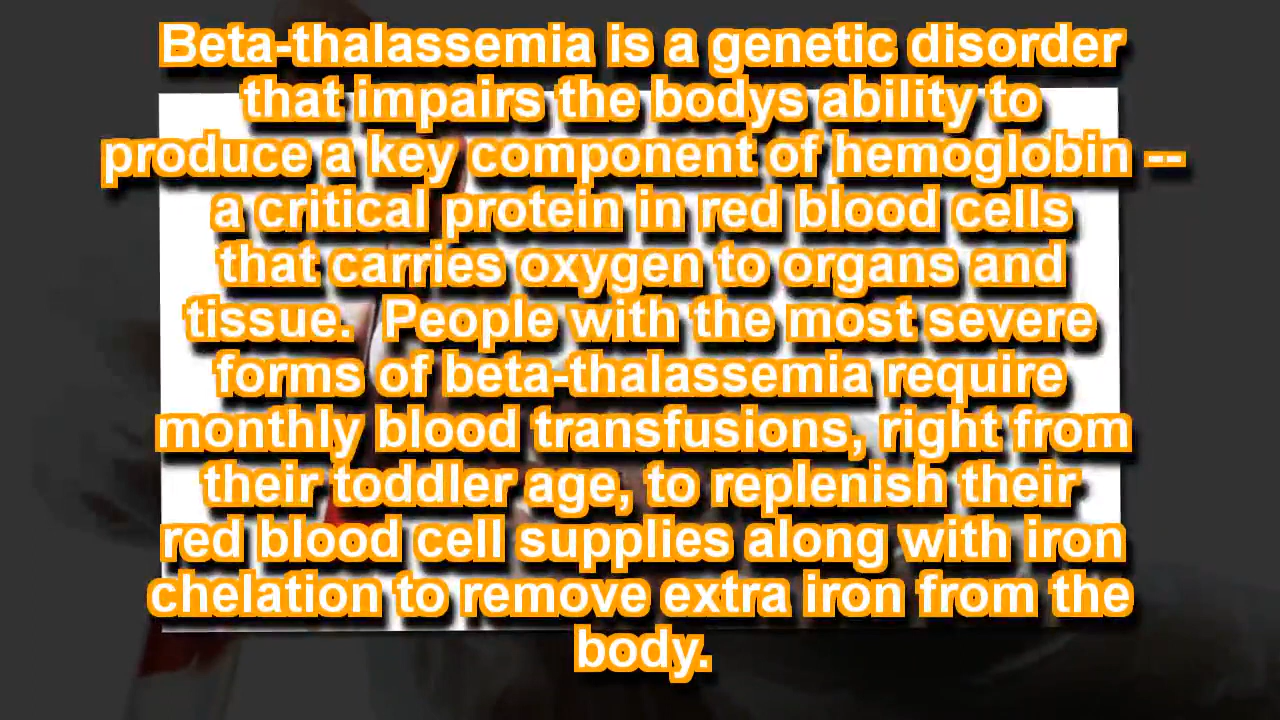 Beta-thalassemia is a genetic disorder
that impairs the bodys ability to
produce a key component of hemoglobin --
a critical protein in red blood cells
that carries oxygen to organs and
tissue.  People with the most severe
forms of beta-thalassemia require
monthly blood transfusions, right from
their toddler age, to replenish their
red blood cell supplies along with iron
chelation to remove extra iron from the
body.